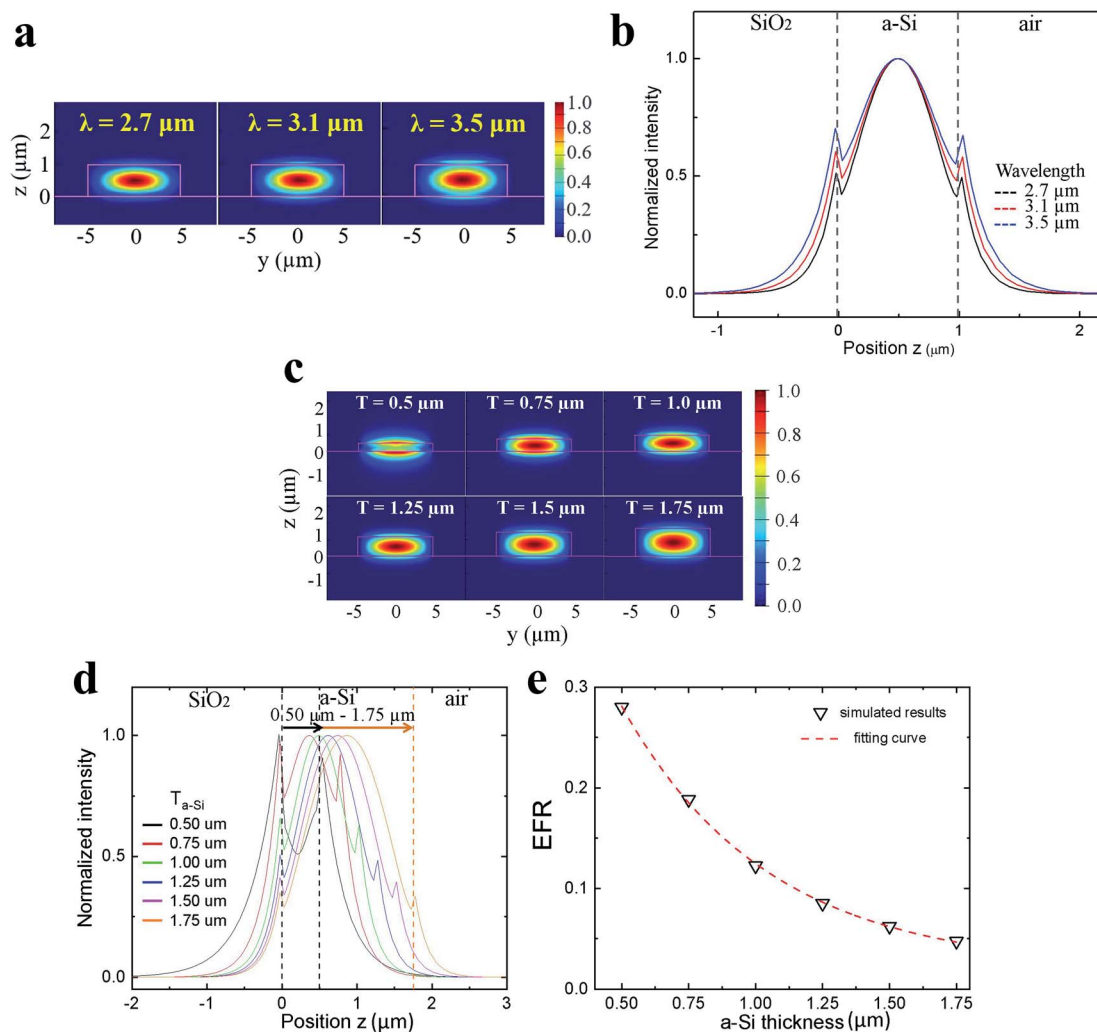 a
λ = 2.7 μm λ = 3.1 μm λ = 3.5 μm
1.0
0.8
0.6
0.4
0.2
0.0
2
1
0
z (μm)
-5 0 5 -5 0 5 -5 0 5
y (μm)
b
SiO2 a-Si air
1.0
0.5
0.0
Normalized intensity
Wavelength
2.7 μm
3.1 μm
3.5 μm
-1 0 1 2
Position z (μm)
c
T = 0.5 μm T = 0.75 μm T = 1.0 μm
T = 1.25 μm T = 1.5 μm T = 1.75 μm
2
1
0
-1
2
1
0
-1
z (μm)
-5 0 5 -5 0 5 -5 0 5
y (μm)
1.0
0.8
0.6
0.4
0.2
0.0
d
SiO2 a-Si air
0.50 μm - 1.75 μm
1.0
0.5
0.0
Normalized intensity
Ta-Si
0.50 um
0.75 um
1.00 um
1.25 um
1.50 um
1.75 um
-2 -1 0 1 2 3
Position z (μm)
e
0.3
0.2
0.1
0.0
EFR
simulated results
fitting curve
0.50 0.75 1.00 1.25 1.50 1.75
a-Si thickness(μm)